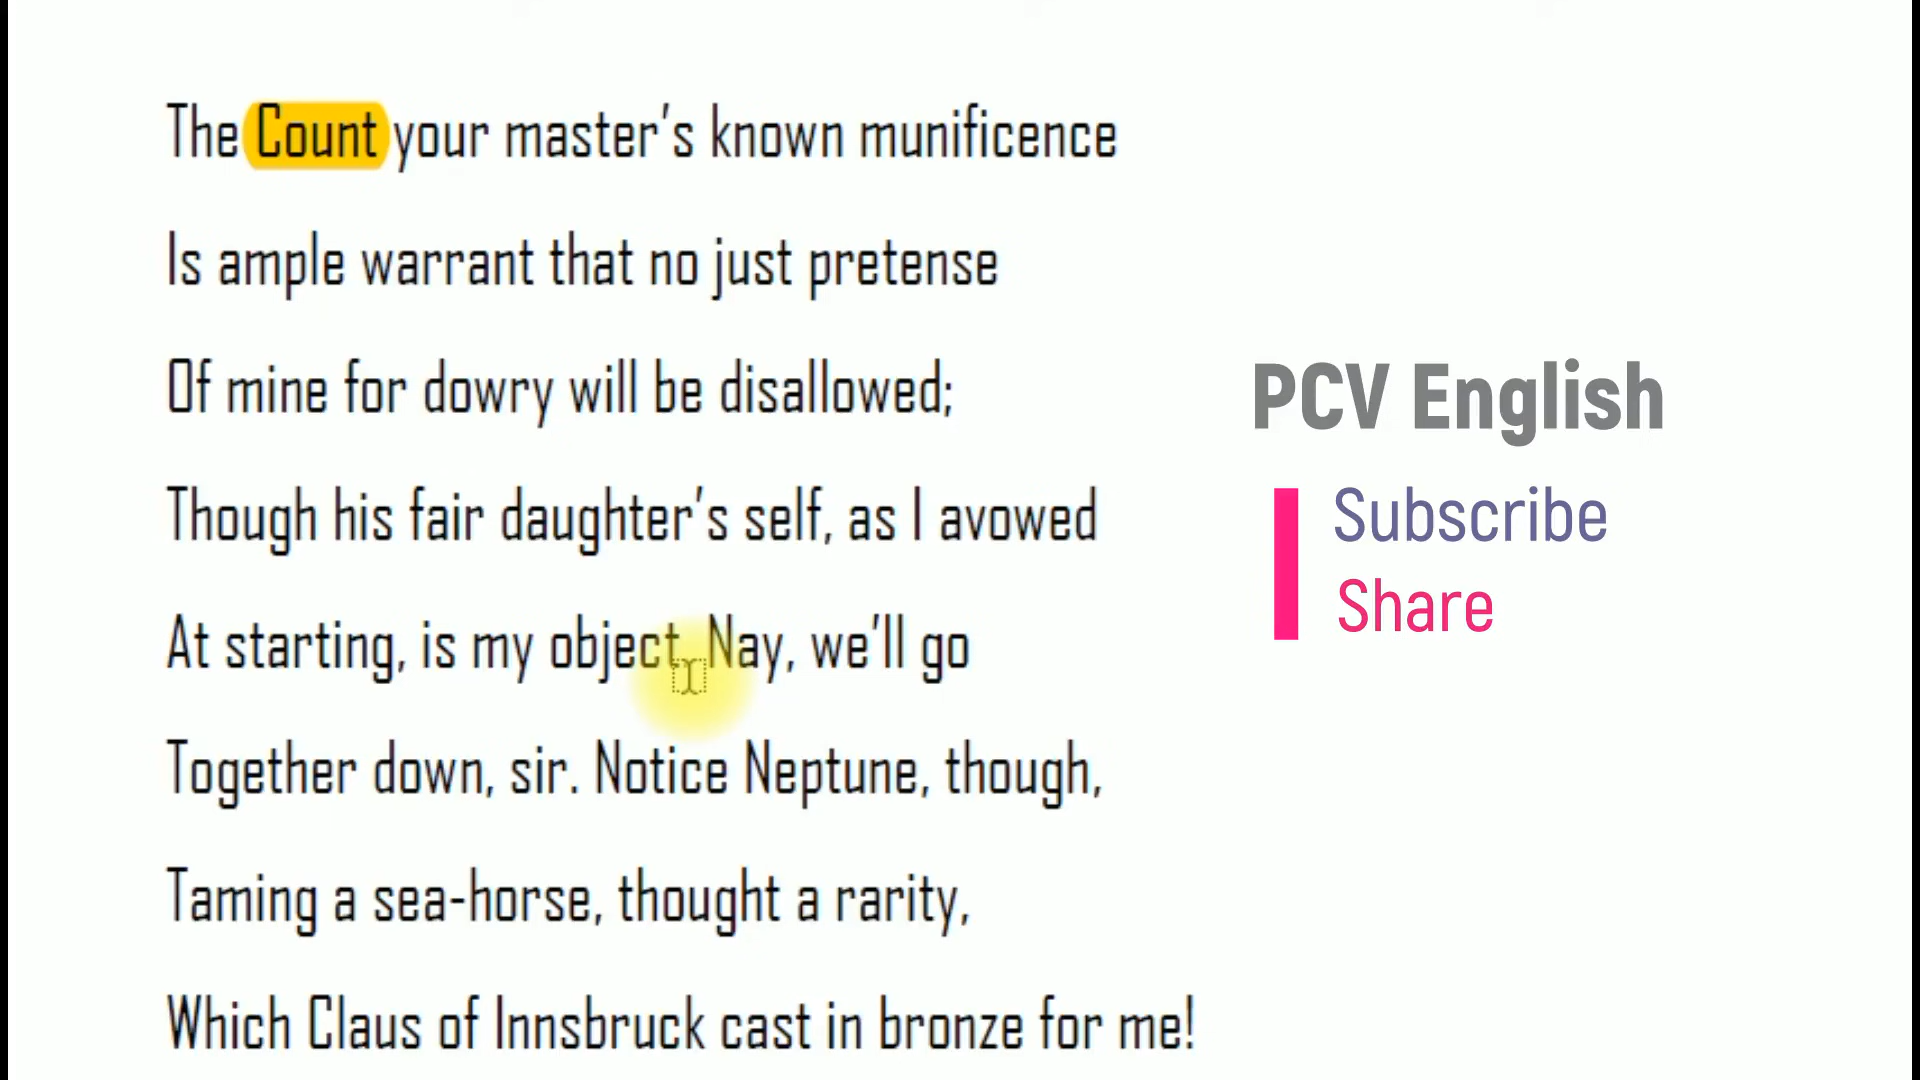 The Count your master's known munificence
Is ample warrant that no just pretense
Of mine for dowry will be disallowed;
Though his fair daughter's self, as I avowed
At starting, is my object. Nay, we'll go
Together down, sir. Notice Neptune, though,
Taming a sea-horse, thought a rarity,
Which Claus of Innsbruck cast in bronze for me!
PCV English
Subscribe
Share